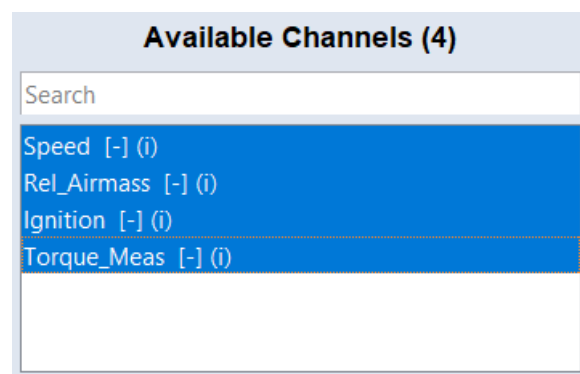 Available Channels (4)
Search
Speed [-] (i)
Rel_Airmass [-] (i)
Ignition [-] (i)
Torque_Meas [-] (i)